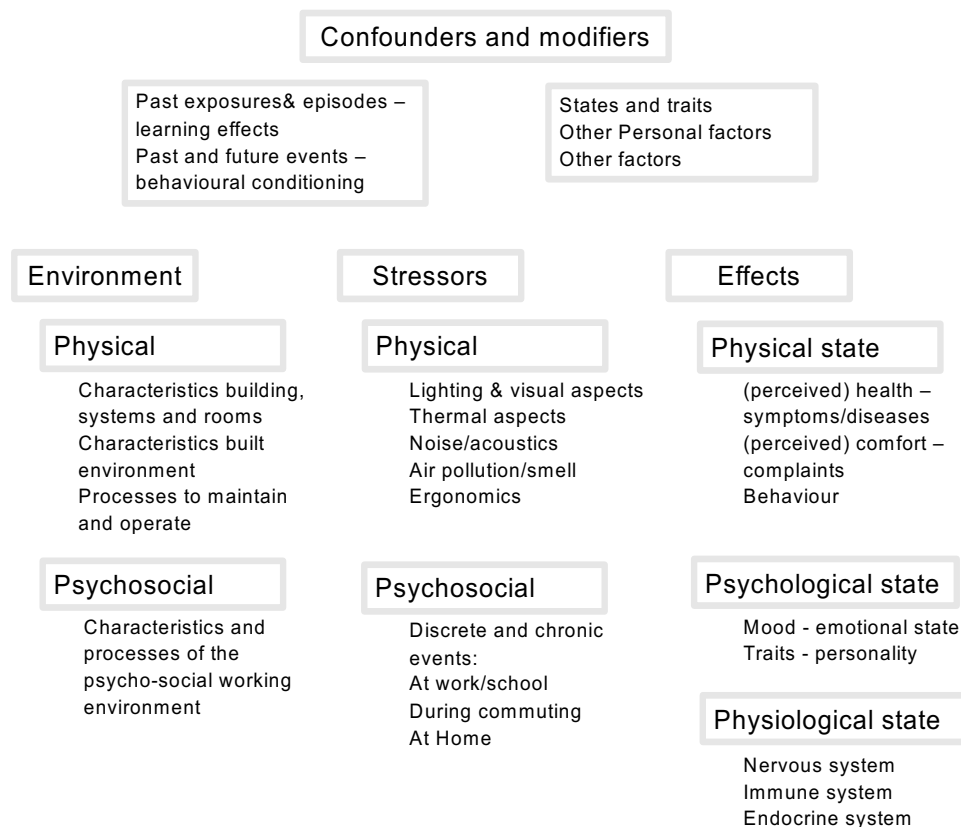 Confounders and modifiers
Past exposures& episodes –
learning effects
Past and future events –
behavioural conditioning
States and traits
Other Personal factors
Other factors
Environment
Physical
Characteristics building,
systems and rooms
Characteristics built
environment
Processes to maintain
and operate
Psychosocial
Characteristics and
processes of the
psycho-social working
environment
Stressors
Physical
Lighting & visual aspects
Thermal aspects
Noise/acoustics
Air pollution/smell
Ergonomics
Psychosocial
Discrete and chronic
events:
At work/school
During commuting
At Home
Effects
Physical state
(perceived) health –
symptoms/diseases
(perceived) comfort –
complaints
Behaviour
Psychological state
Mood - emotional state
Traits - personality
Physiological state
Nervous system
Immune system
Endocrine system